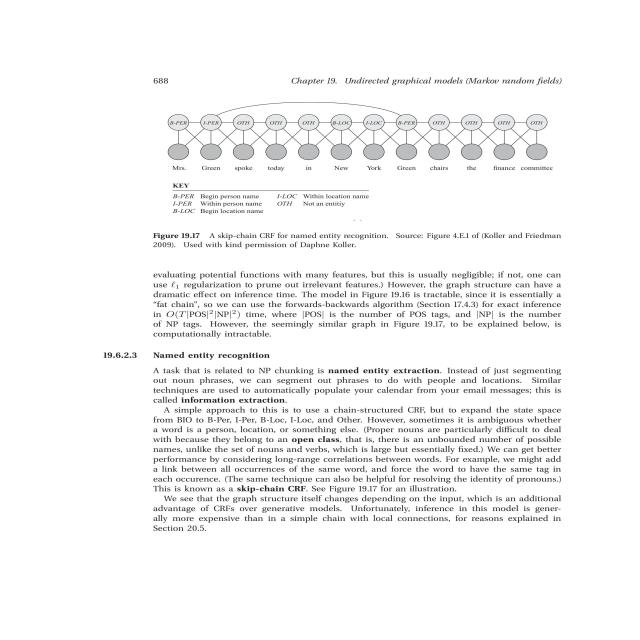 688 Chapter 19. Undirected graphical models (Markov random fields)
B-PER I-PER OTH OTH OTH B-LOC I-LOC B-PER OTH OTH OTH OTH
Mrs. Green spoke today in New York Green chairs the finance committee
KEY
B-PER Begin person name I-LOC Within location name
I-PER Within person name OTH Not an entitiy
B-LOC Begin location name
Figure 19.17 A skip-chain CRF for named entity recognition. Source: Figure 4.E.1 of (Koller and Friedman
2009). Used with kind permission of Daphne Koller.
evaluating potential functions with many features, but this is usually negligible; if not, one can
use ℓ1 regularization to prune out irrelevant features.) However, the graph structure can have a
dramatic effect on inference time. The model in Figure 19.16 is tractable, since it is essentially a
"fat chain", so we can use the forwards-backwards algorithm (Section 17.4.3) for exact inference
in O(T|POS|²|NP|²) time, where |POS| is the number of POS tags, and |NP| is the number
of NP tags. However, the seemingly similar graph in Figure 19.17, to be explained below, is
computationally intractable.
19.6.2.3 Named entity recognition
A task that is related to NP chunking is named entity extraction. Instead of just segmenting
out noun phrases, we can segment out phrases to do with people and locations. Similar
techniques are used to automatically populate your calendar from your email messages; this is
called information extraction.
A simple approach to this is to use a chain-structured CRF, but to expand the state space
from BIO to B-Per, I-Per, B-Loc, I-Loc, and Other. However, sometimes it is ambiguous whether
a word is a person, location, or something else. (Proper nouns are particularly difficult to deal
with because they belong to an open class, that is, there is an unbounded number of possible
names, unlike the set of nouns and verbs, which is large but essentially fixed.) We can get better
performance by considering long-range correlations between words. For example, we might add
a link between all occurrences of the same word, and force the word to have the same tag in
each occurence. (The same technique can also be helpful for resolving the identity of pronouns.)
This is known as a skip-chain CRF. See Figure 19.17 for an illustration.
We see that the graph structure itself changes depending on the input, which is an additional
advantage of CRFs over generative models. Unfortunately, inference in this model is gener-
ally more expensive than in a simple chain with local connections, for reasons explained in
Section 20.5.